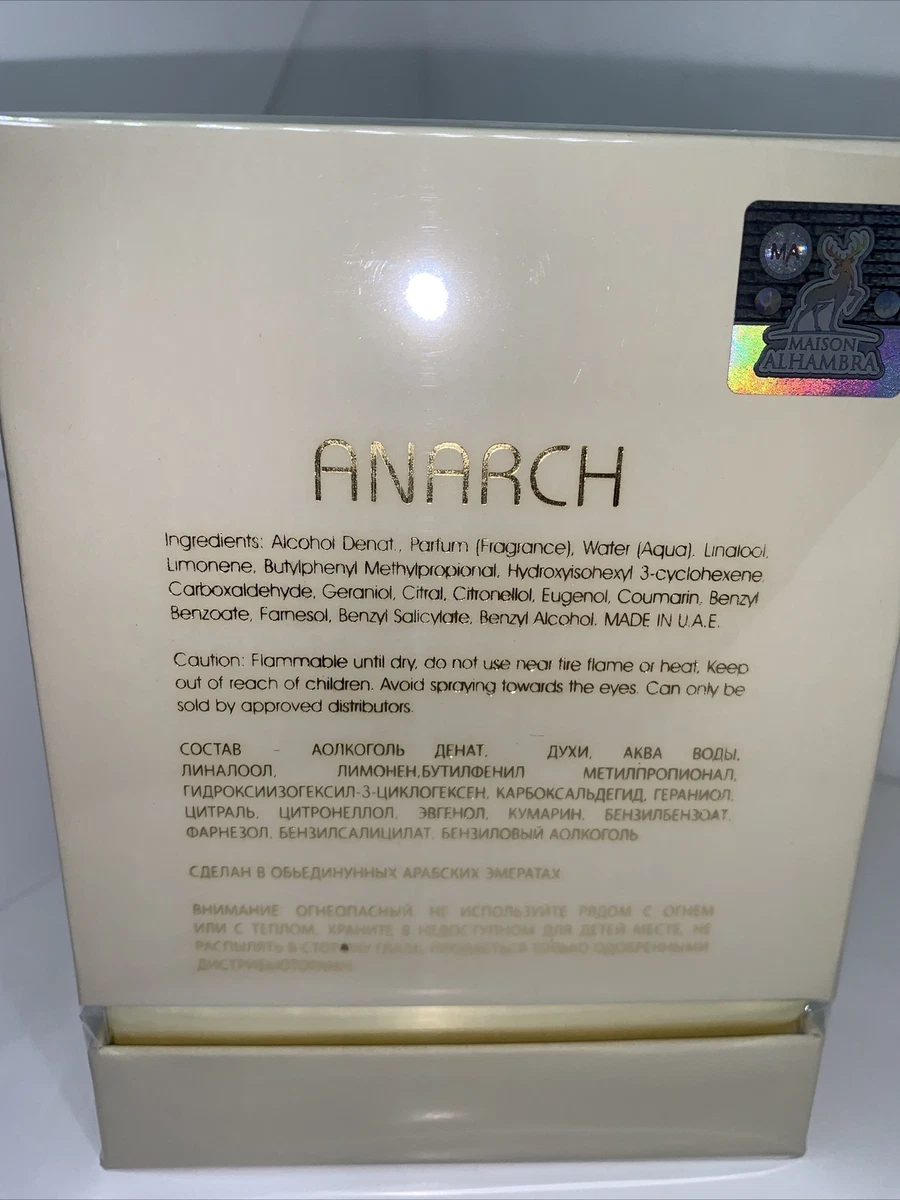 MA
MAISON
ALHAMBRA
ANARCH
Ingredients: Alcohol Denat., Parfum (Fragrance), Water (Aqua), Linalool,
Limonene, Butylphenyl Methylpropional, Hydroxyisohexyl 3-cyclohexene
Carboxaldehyde, Geraniol, Citral, Citronellol, Eugenol, Coumarin, Benzyl
Benzoate, Farnesol, Benzyl Salicylate, Benzyl Alcohol. MADE IN U.A.E.
Caution: Flammable until dry, do not use near fire flame or heat, Keep
out of reach of children. Avoid spraying towards the eyes. Can only be
sold by approved distributors.
СОСТАВ - АОЛКОГОЛЬ ДЕНАТ, ДУХИ, АКВА ВОДЫ,
ЛИНАЛООЛ, ЛИМОНЕН,БУТИЛФЕНИЛ МЕТИЛПРОПИОНАЛ,
ГИДРОКСИИЗОГЕКСИЛ-3-ЦИКЛОГЕКСЕН, КАРБОКСАЛЬДЕГИД, ГЕРАНИОЛ,
ЦИТРАЛЬ, ЦИТРОНЕЛЛОЛ, ЭВГЕНОЛ, КУМАРИН, БЕНЗИЛБЕНЗОАТ,
ФАРНЕЗОЛ, БЕНЗИЛСАЛИЦИЛАТ, БЕНЗИЛОВЫЙ АОЛКОГОЛЬ
СДЕЛАН В ОБЬЕДИНУННЫХ АРАБСКИХ ЭМЕРАТАХ
ВНИМАНИЕ ОГНЕОПАСНЫЙ, НЕ ИСПОЛЬЗУЙТЕ РЯДОМ С ОГНЕМ
ИЛИ С ТЕПЛОМ, ХРАНИТЕ В НЕДОСТУПНОМ ДЛЯ ДЕТЕЙ МЕСТЕ, НЕ
РАСПЫЛЯТЬ В ТОЛЬКО ОДОБРЕННЫМИ